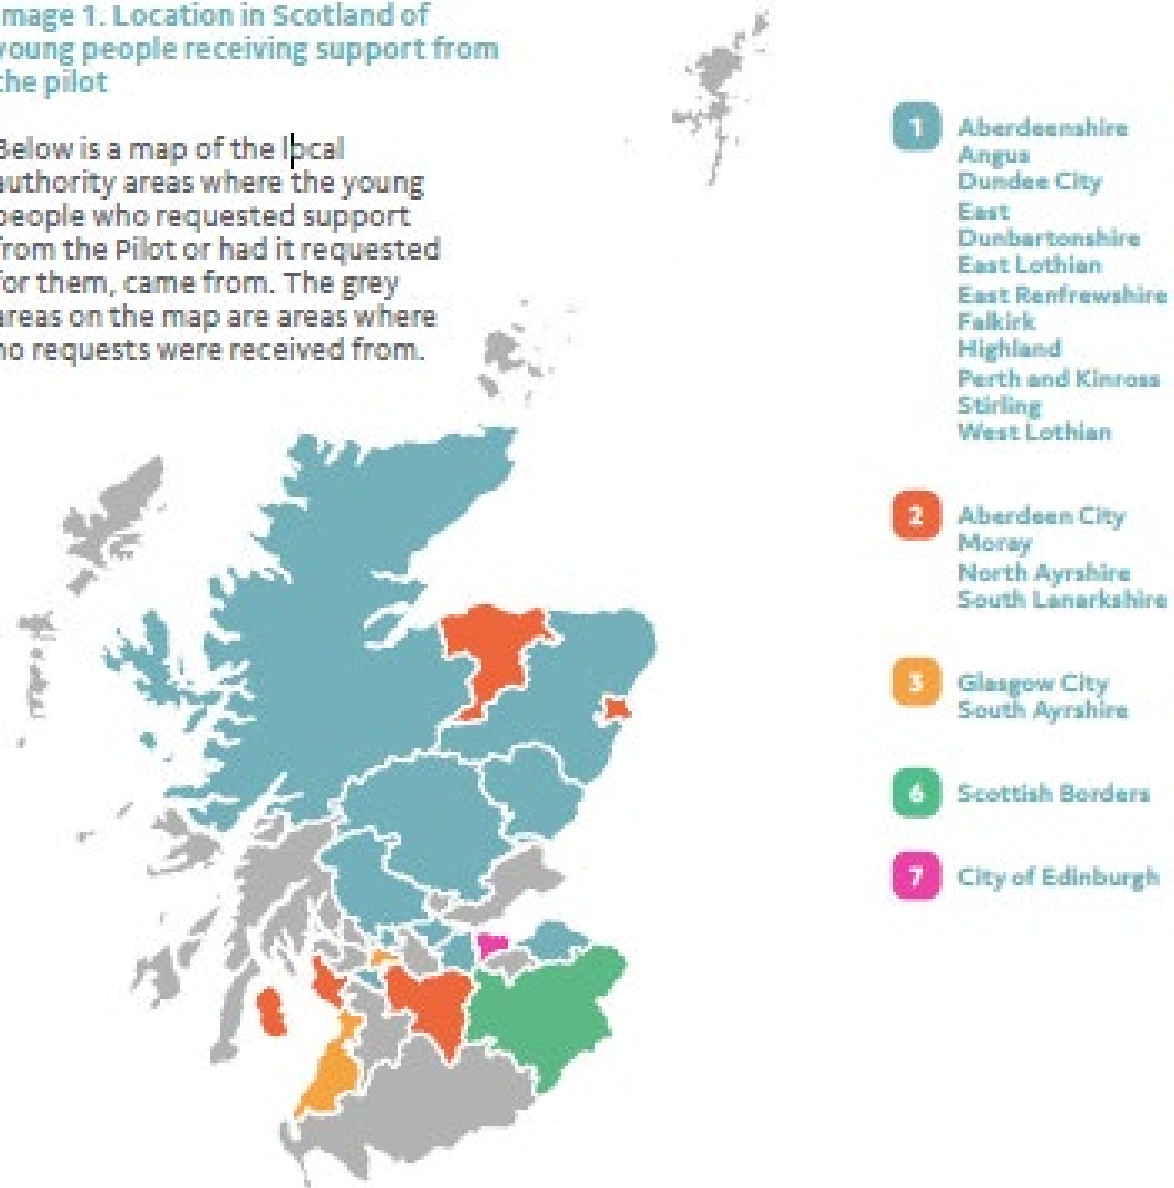 mage 1. Location in Scotland of
young people receiving support from
the pilot
Below is a map of the local
authority areas where the young
people who requested support
from the Pilot or had it requested
for them, came from. The grey
areas on the map are areas where
no requests were received from.
1 Aberdeenshire
Angus
Dundee City
East
Dunbartonshire
East Lothian
East Renfrewshire
Falkirk
Highland
Perth and Kinross
Stirling
West Lothian
2 Aberdeen City
Moray
North Ayrshire
South Lanarkshire
3 Glasgow City
South Ayrshire
6 Scottish Borders
7 City of Edinburgh